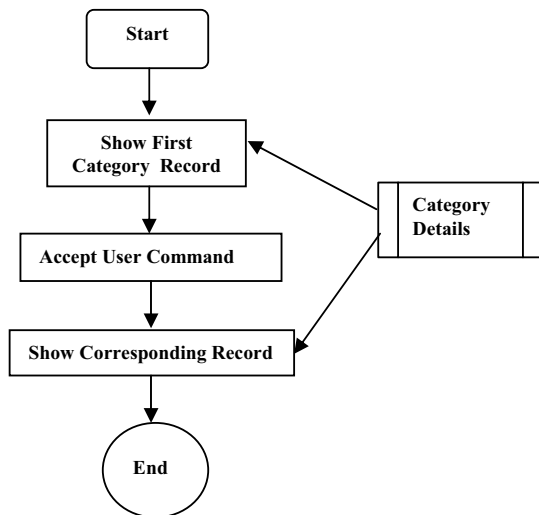 Start
Show First
Category Record
Category
Details
Accept User Command
Show Corresponding Record
End